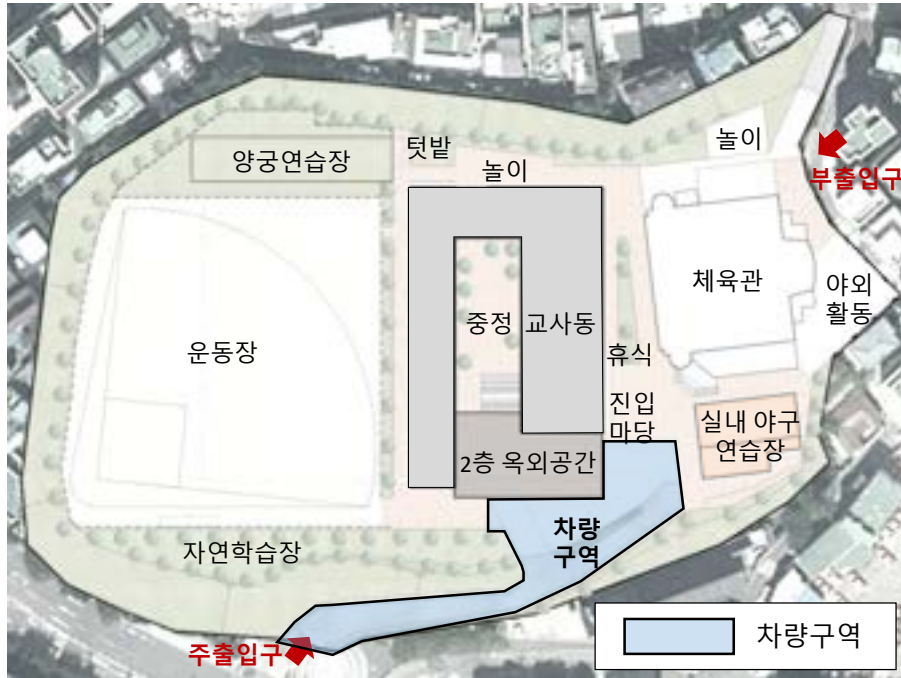 양궁연습장
텃밭
놀이
놀이
부출입구
체육관
야외
활동
중정
교사동
운동장
휴식
진입
마당
실내 야구
연습장
2층 옥외공간
차량
구역
자연학습장
주출입구
차량구역